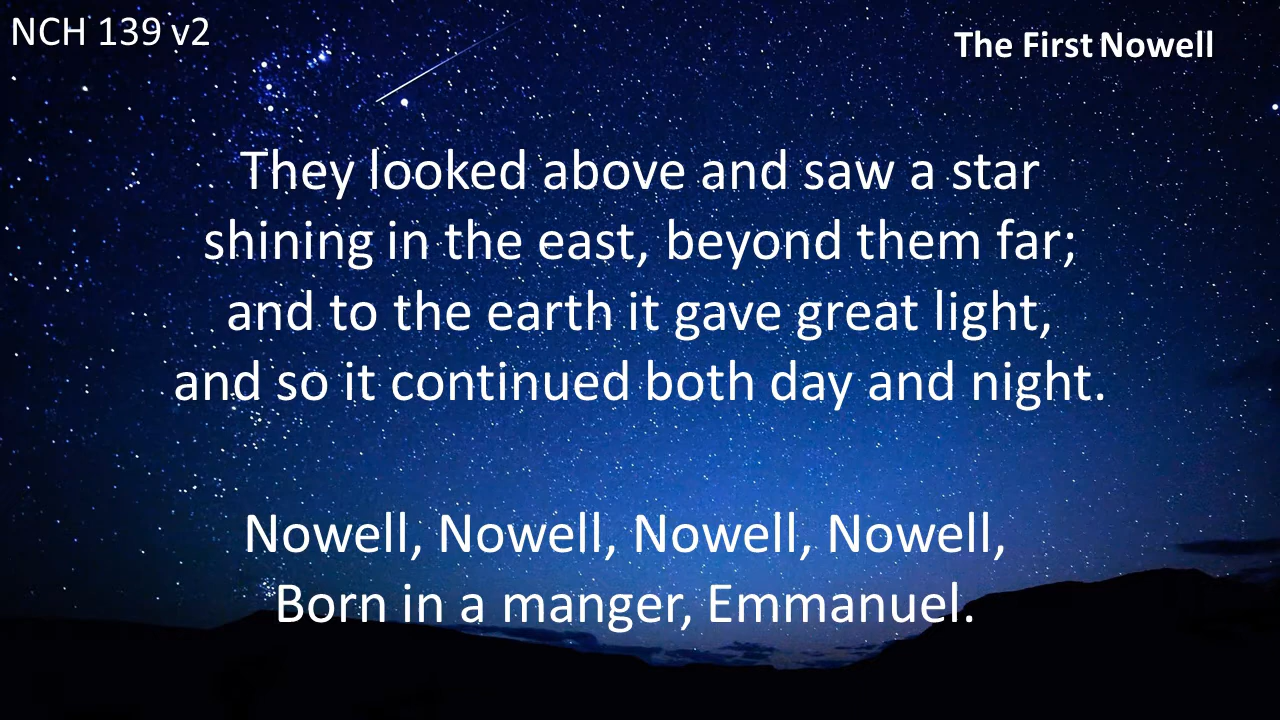 NCH 139 v2
The First Nowell
They looked above and saw a star
shining in the east, beyond them far;
and to the earth it gave great light,
and so it continued both day and night.
Nowell, Nowell, Nowell, Nowell,
Born in a manger, Emmanuel.